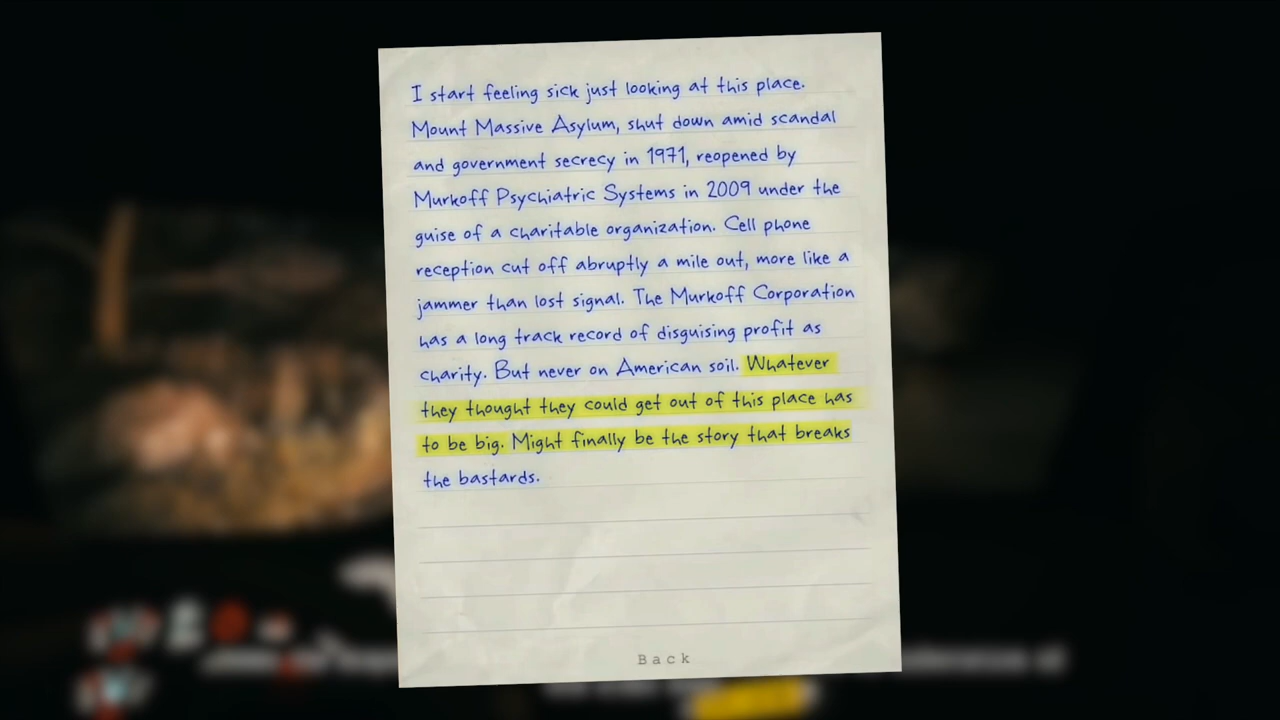 I start feeling sick just looking at this place.
Mount Massive Asylum, shut down amid scandal
and government secrecy in 1971, reopened by
Murkoff Psychiatric Systems in 2009 under the
guise of a charitable organization. Cell phone
reception cut off abruptly a mile out, more like a
jammer than lost signal. The Murkoff Corporation
has a long track record of disguising profit as
charity. But never on American soil. Whatever
they thought they could get out of this place has
to be big. Might finally be the story that breaks
the bastards.
Back